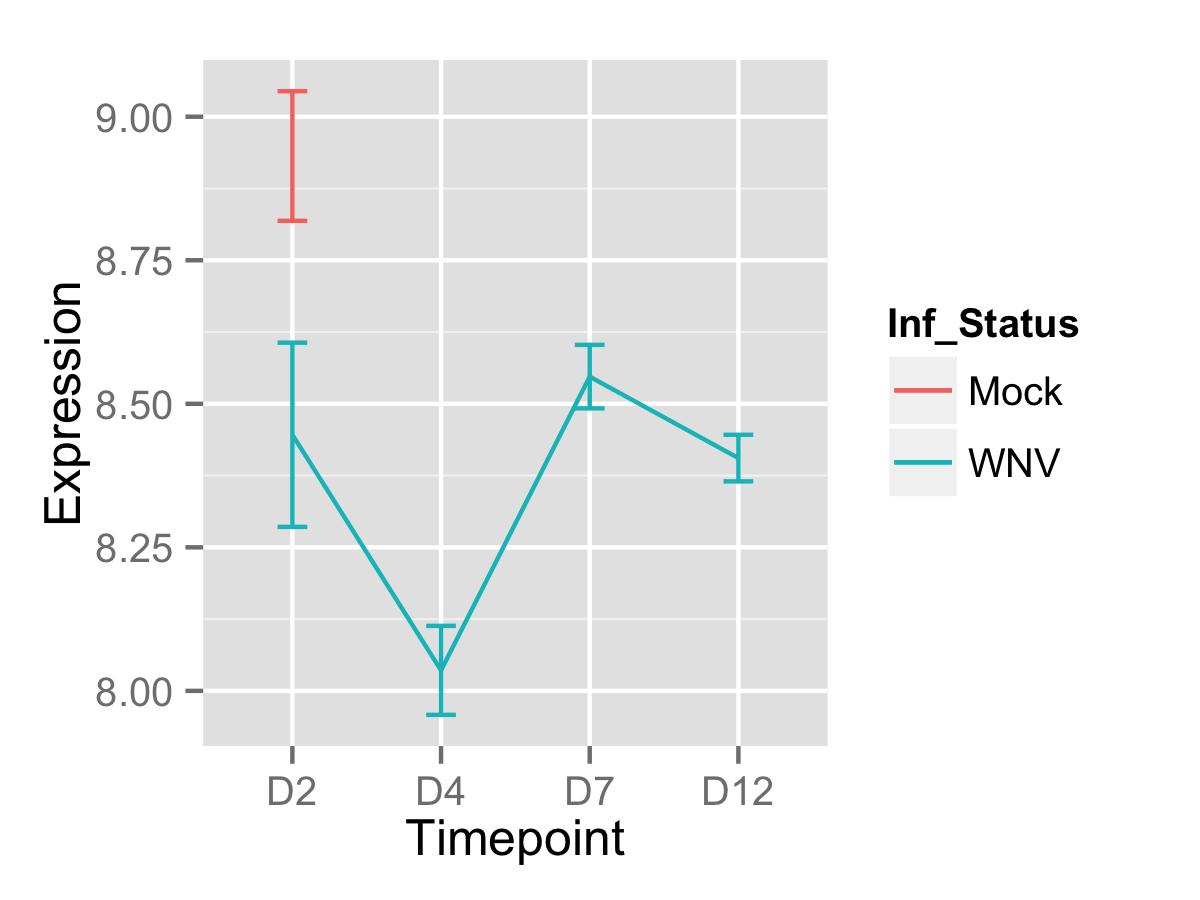 9.00
8.75
8.50
8.25
8.00
Expression
D2 D4 D7 D12
Timepoint
Inf_Status
Mock
WNV